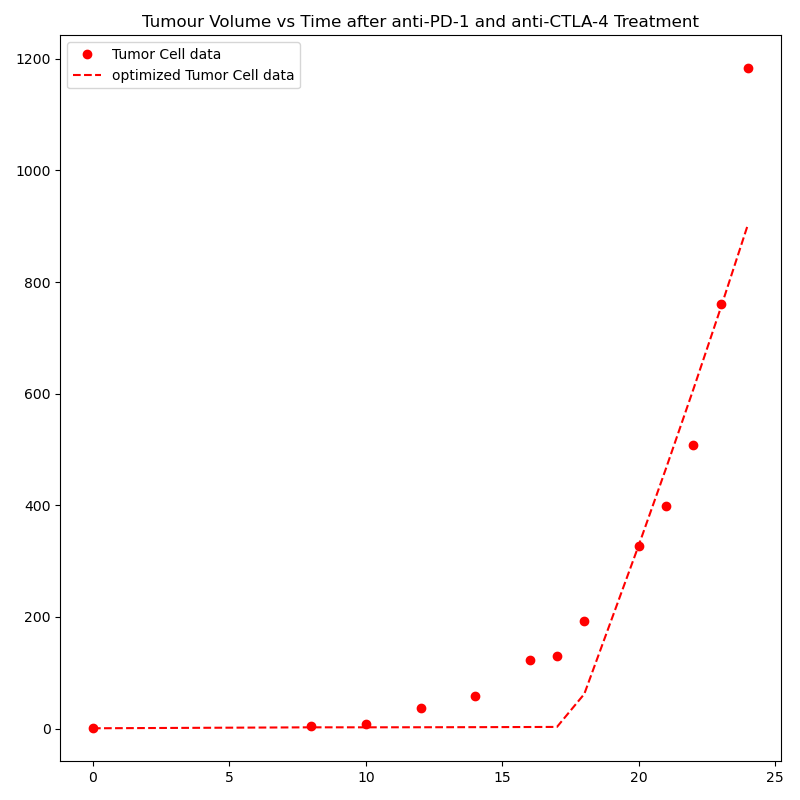 Tumour Volume vs Time after anti-PD-1 and anti-CTLA-4 Treatment
Tumor Cell data
optimized Tumor Cell data
1200
1000
800
600
400
200
0
0 5 10 15 20 25